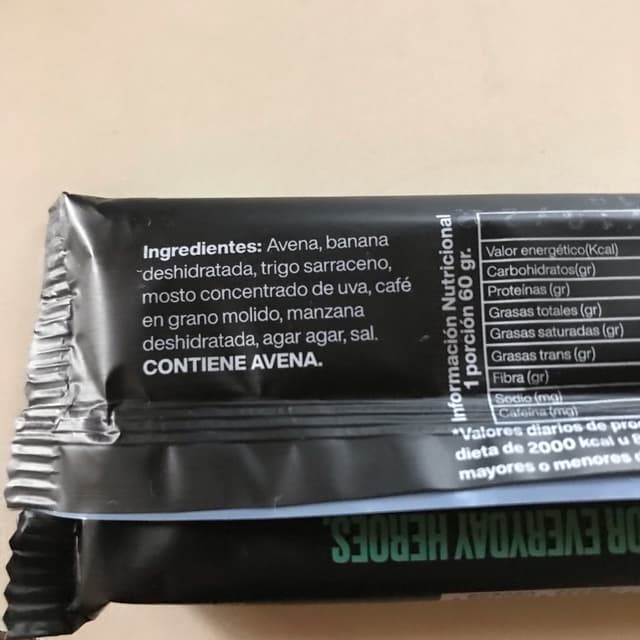 Ingredientes: Avena, banana
deshidratada, trigo sarraceno,
mosto concentrado de uva, café
en grano molido, manzana
deshidratada, agar agar, sal.
CONTIENE AVENA.
Información Nutricional
1 porción 60 gr.
Valor energético(Kcal)
Carbohidratos(gr)
Proteínas (gr)
Grasas totales (gr)
Grasas saturadas (gr)
Grasas trans (gr)
Fibra (gr)
Sodio (mg)
Cafeína (mg)
*Valores diarios de
dieta de 2000 kcal u
mayores o menores
OR EVERYDAY HEROES.